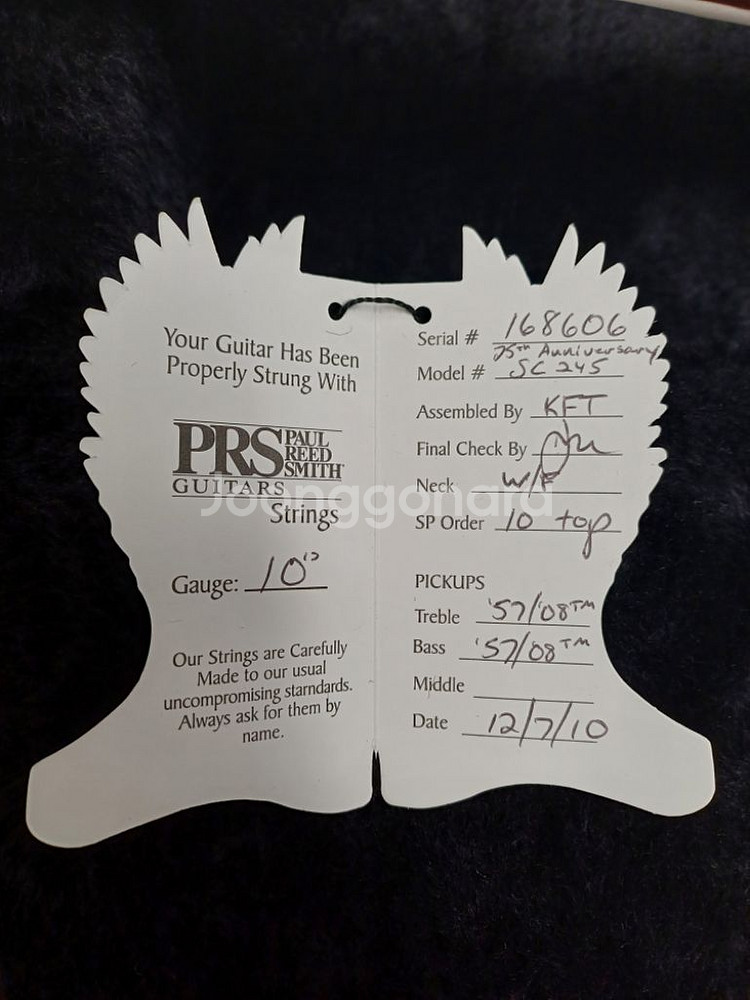 Your Guitar Has Been
Properly Strung With
PRS PAUL
REED
SMITH
GUITARS
Strings
Gauge: 10's
Our Strings are Carefully
Made to our usual
uncompromising starndards.
Always ask for them by
name.
Serial # 168606
25th Anniversary
Model # SC 245
Assembled By KFT
Final Check By
Neck W/F
SP Order 10 top
PICKUPS
Treble '57/'08™
Bass '57/08™
Middle
Date 12/7/10
Joonggonara